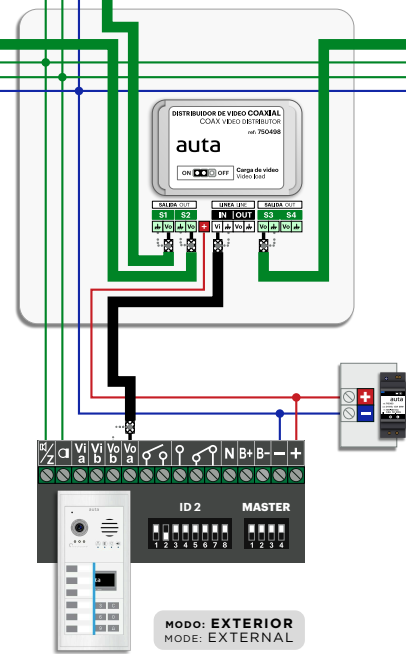 DISTRIBUIDOR DE VIDEO COAXIAL
COAX VIDEO DISTRIBUTOR
ref: 750498
auta
ON OFF
Carga de video
Video load
SALIDA OUT
LINEA LINE
SALIDA OUT
S1 S2 IN OUT S3 S4
Vo Vo + Vi Vo Vo Vo
+
auta
−
/Z Vi a Vi b Vo b Vo a N B+ B- − +
ID 2
MASTER
1 2 3 4 5 6 7 8
1 2 3 4
auta
MODO: EXTERIOR
MODE: EXTERNAL